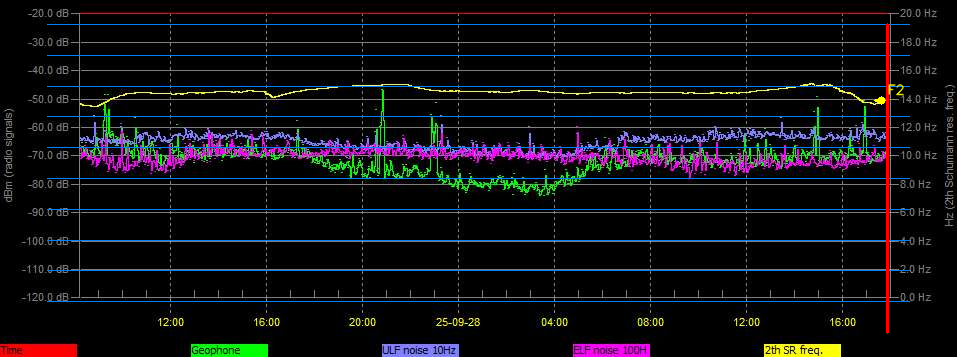 -20.0 dB
20.0 Hz
-30.0 dB
18.0 Hz
-40.0 dB
16.0 Hz
-50.0 dB
14.0 Hz
F2
-60.0 dB
12.0 Hz
-70.0 dB
10.0 Hz
-80.0 dB
8.0 Hz
-90.0 dB
6.0 Hz
-100.0 dB
4.0 Hz
-110.0 dB
2.0 Hz
-120.0 dB
0.0 Hz
dBm (radio signals)
Hz (2th Schumann res. freq.)
12:00 16:00 20:00 25-09-28 04:00 08:00 12:00 16:00
Time Geophone ULF noise 10Hz ELF noise 100H 2th SR freq.